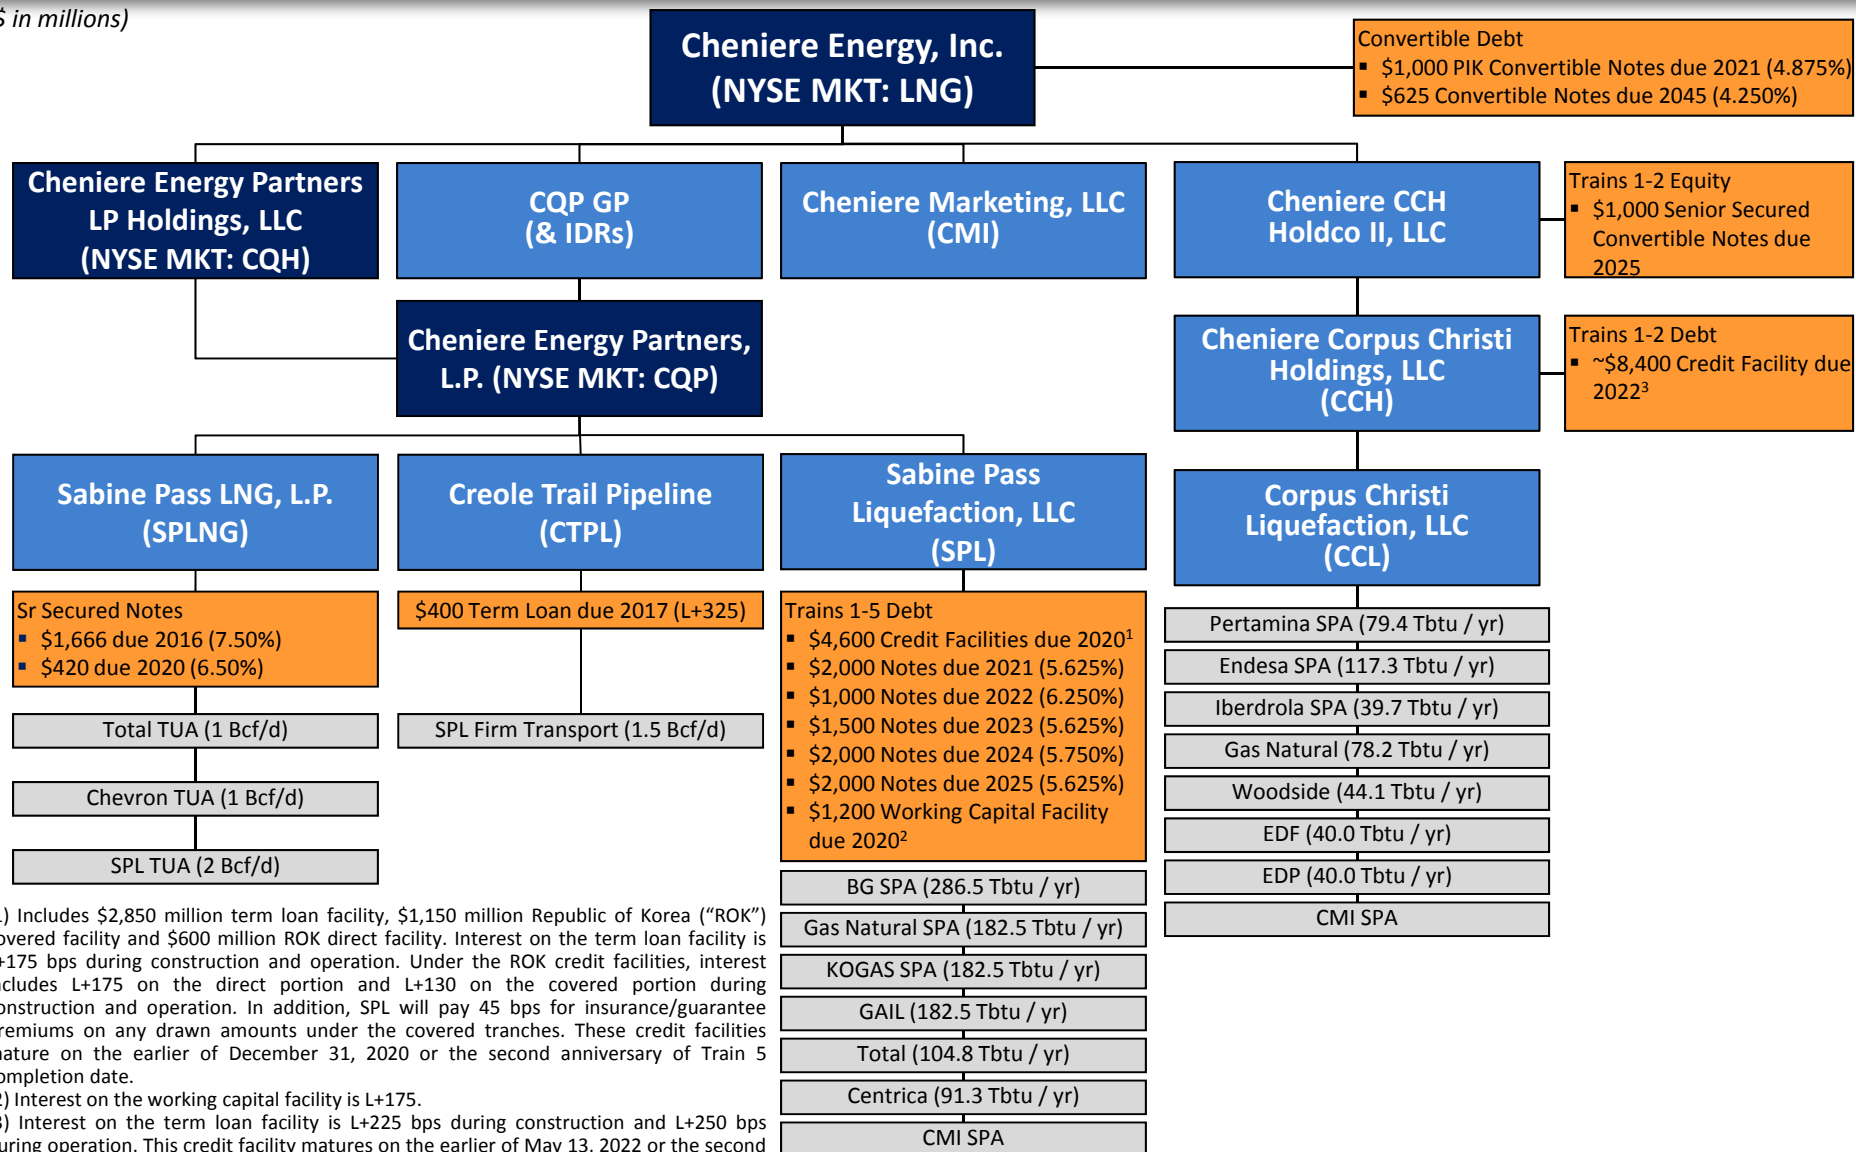 $ in millions)
Cheniere Energy, Inc.
(NYSE MKT: LNG)
Convertible Debt
▪ $1,000 PIK Convertible Notes due 2021 (4.875%)
▪ $625 Convertible Notes due 2045 (4.250%)
Cheniere Energy Partners
LP Holdings, LLC
(NYSE MKT: CQH)
CQP GP
(& IDRs)
Cheniere Marketing, LLC
(CMI)
Cheniere CCH
Holdco II, LLC
Trains 1-2 Equity
▪ $1,000 Senior Secured
Convertible Notes due
2025
Cheniere Energy Partners,
L.P. (NYSE MKT: CQP)
Cheniere Corpus Christi
Holdings, LLC
(CCH)
Trains 1-2 Debt
▪ ~$8,400 Credit Facility due
2022³
Sabine Pass LNG, L.P.
(SPLNG)
Creole Trail Pipeline
(CTPL)
Sabine Pass
Liquefaction, LLC
(SPL)
Corpus Christi
Liquefaction, LLC
(CCL)
Sr Secured Notes
▪ $1,666 due 2016 (7.50%)
▪ $420 due 2020 (6.50%)
Total TUA (1 Bcf/d)
Chevron TUA (1 Bcf/d)
SPL TUA (2 Bcf/d)
$400 Term Loan due 2017 (L+325)
SPL Firm Transport (1.5 Bcf/d)
Trains 1-5 Debt
▪ $4,600 Credit Facilities due 2020¹
▪ $2,000 Notes due 2021 (5.625%)
▪ $1,000 Notes due 2022 (6.250%)
▪ $1,500 Notes due 2023 (5.625%)
▪ $2,000 Notes due 2024 (5.750%)
▪ $2,000 Notes due 2025 (5.625%)
▪ $1,200 Working Capital Facility
due 2020²
BG SPA (286.5 Tbtu / yr)
Gas Natural SPA (182.5 Tbtu / yr)
KOGAS SPA (182.5 Tbtu / yr)
GAIL (182.5 Tbtu / yr)
Total (104.8 Tbtu / yr)
Centrica (91.3 Tbtu / yr)
CMI SPA
Pertamina SPA (79.4 Tbtu / yr)
Endesa SPA (117.3 Tbtu / yr)
Iberdrola SPA (39.7 Tbtu / yr)
Gas Natural (78.2 Tbtu / yr)
Woodside (44.1 Tbtu / yr)
EDF (40.0 Tbtu / yr)
EDP (40.0 Tbtu / yr)
CMI SPA
) Includes $2,850 million term loan facility, $1,150 million Republic of Korea (“ROK”)
overed facility and $600 million ROK direct facility. Interest on the term loan facility is
+175 bps during construction and operation. Under the ROK credit facilities, interest
ncludes L+175 on the direct portion and L+130 on the covered portion during
onstruction and operation. In addition, SPL will pay 45 bps for insurance/guarantee
remiums on any drawn amounts under the covered tranches. These credit facilities
ature on the earlier of December 31, 2020 or the second anniversary of Train 5
ompletion date.
2) Interest on the working capital facility is L+175.
3) Interest on the term loan facility is L+225 bps during construction and L+250 bps
uring operation. This credit facility matures on the earlier of May 13, 2022 or the second